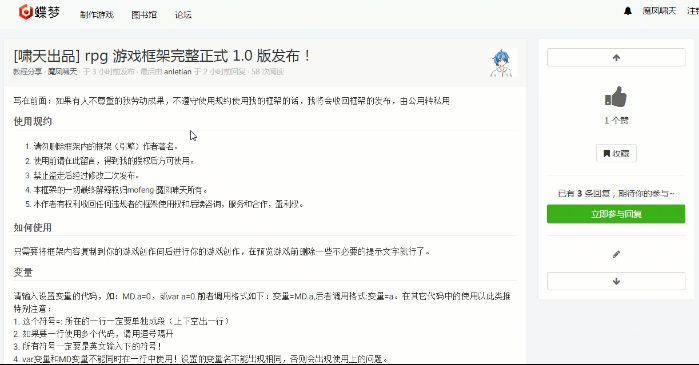 蝶梦
制作游戏
图书馆
论坛
魔凤啸天
注
[啸天出品] rpg 游戏框架完整正式 1.0 版发布！
教程分享 · 魔凤啸天 · 于 3 小时前发布 · 最后由 anletian 于 2 小时前回复 · 58 次阅读
写在前面：如果有人不尊重的我劳动成果，不遵守使用规约使用我的框架的话，我将会收回框架的发布，由公用转私用
使用规约
1. 请勿删除框架内的框架（引擎）作者署名。
2. 使用前请在此留言，得到我的授权后方可使用。
3. 禁止盗走后经过修改二次发布。
4. 本框架的一切最终解释权归mofeng 魔凤啸天所有。
5. 本作者有权利收回任何违规者的框架使用权和后续咨询，服务和合作，盈利权。
如何使用
只需要将框架内容复制到你的游戏创作间后进行你的游戏创作，在预览游戏前删除一些不必要的提示文字就行了。
变量
请输入设置变量的代码，如：MD.a=0，或var a=0.前者调用格式如下：变量=MD.a,后者调用格式:变量=a。在其它代码中的使用以此类推
特别注意：
1. 这个符号=: 所在的一行一定要单独成段（上下空出一行）
2. 如果要一行使用多个代码，请用逗号隔开
3. 所有符号一定要是英文输入下的符号！
4. var变量和MD变量不能同时在一行中使用！设置的变量名不能出现相同，否则会出现使用上的问题。
1 个赞
收藏
已有 3 条回复，期待你的参与~
立即参与回复